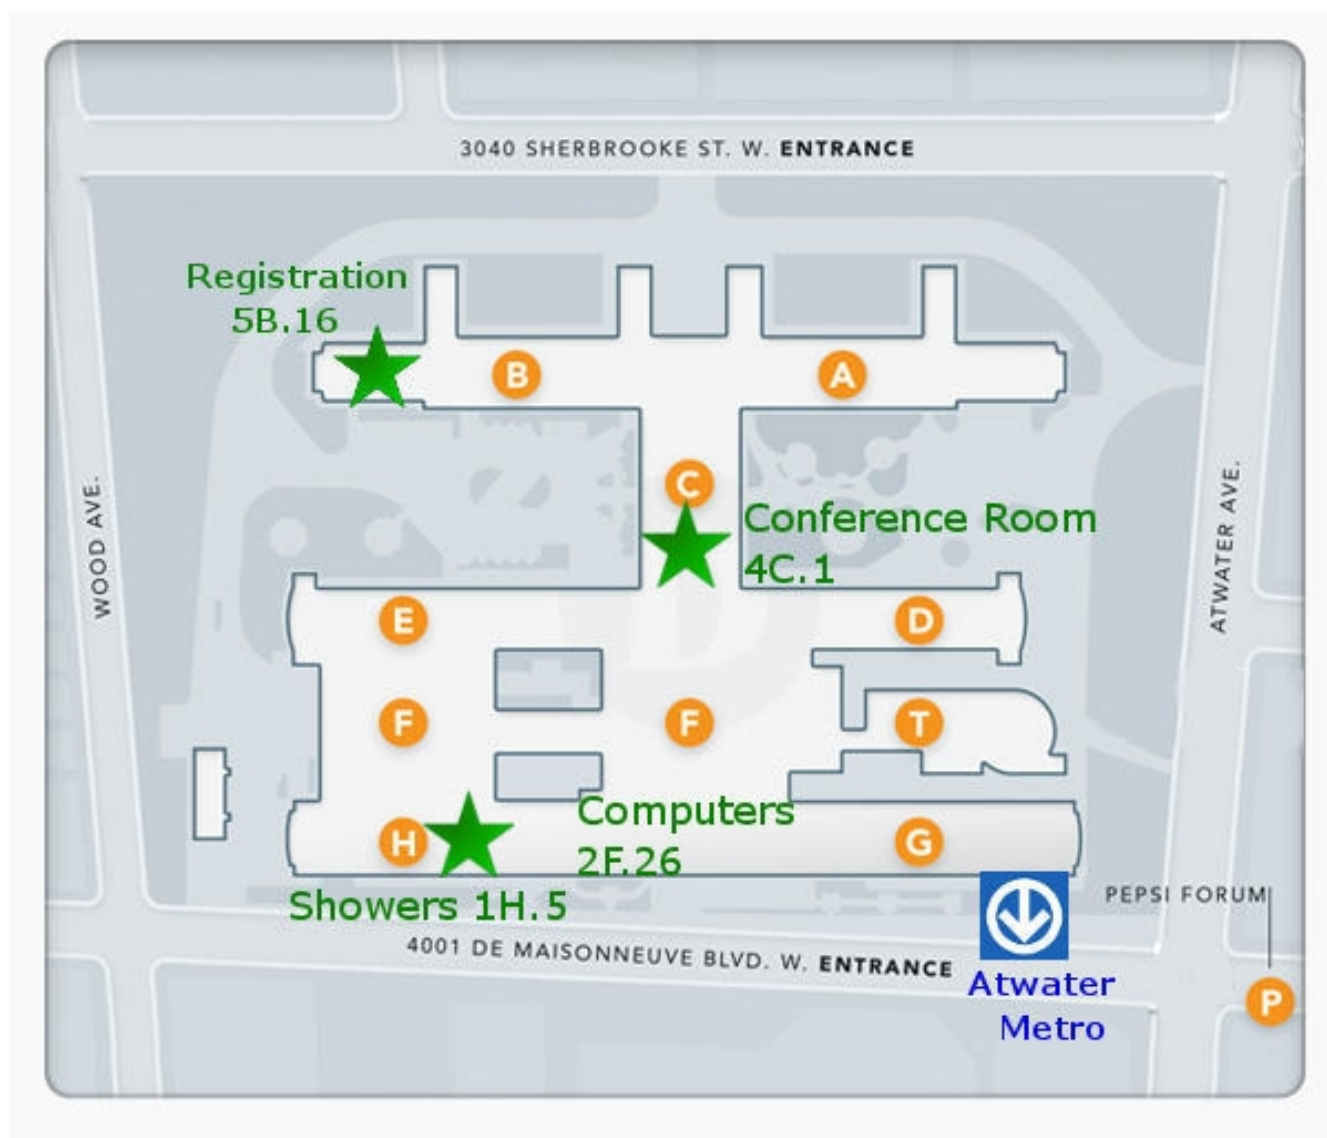 3040 SHERBROOKE ST. W. ENTRANCE
Registration
5B.16
B
A
C
Conference Room
4C.1
WOOD AVE.
ATWATER AVE.
E
D
F
F
T
Computers
2F.26
H
G
Showers 1H.5
PEPSI FORUM
4001 DE MAISONNEUVE BLVD. W. ENTRANCE
Atwater
Metro
P